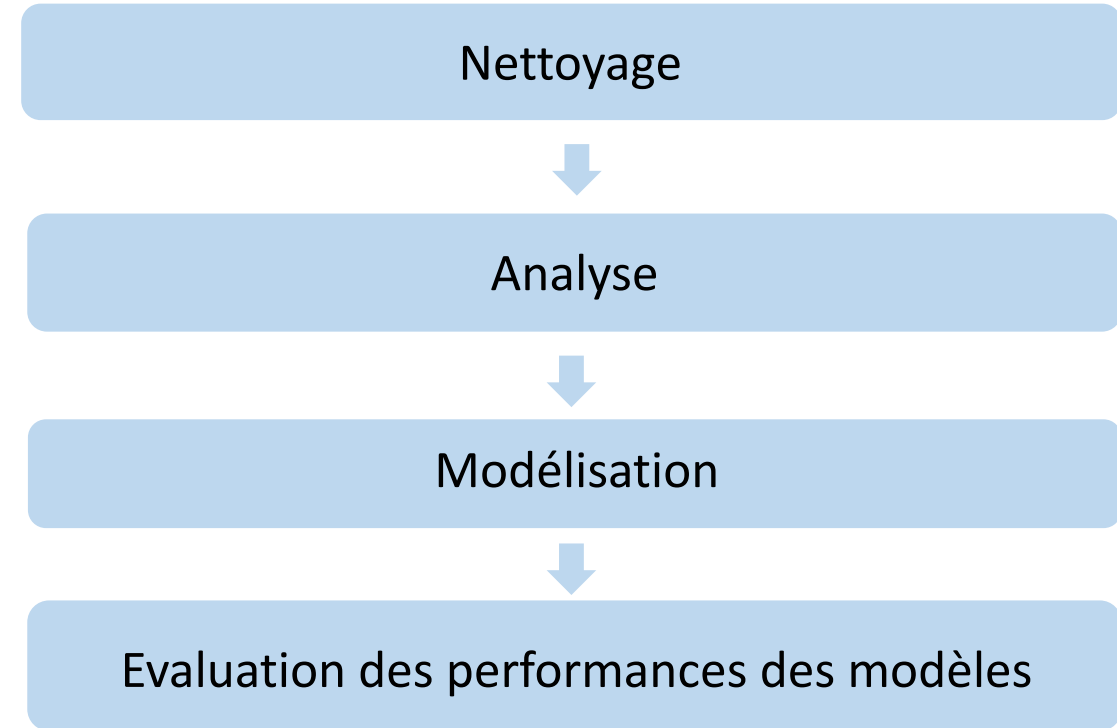 Nettoyage
Analyse
Modélisation
Evaluation des performances des modèles